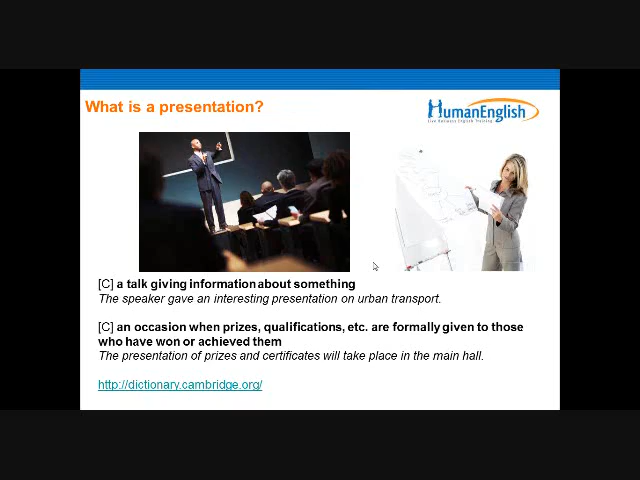 What is a presentation?
HumanEnglish
Live Business English Training
[C] a talk giving information about something
The speaker gave an interesting presentation on urban transport.
[C] an occasion when prizes, qualifications, etc. are formally given to those
who have won or achieved them
The presentation of prizes and certificates will take place in the main hall.
http://dictionary.cambridge.org/